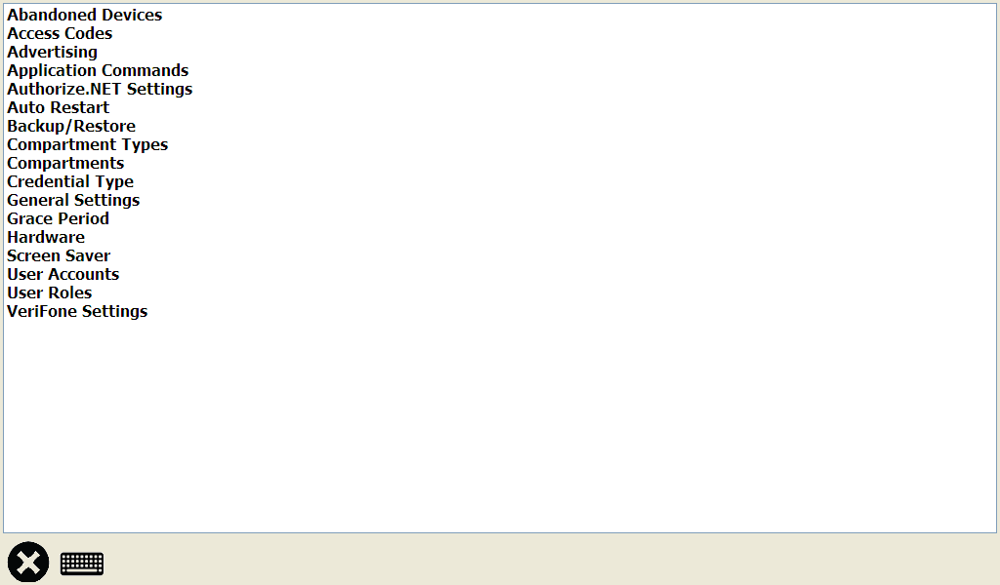 Abandoned Devices
Access Codes
Advertising
Application Commands
Authorize.NET Settings
Auto Restart
Backup/Restore
Compartment Types
Compartments
Credential Type
General Settings
Grace Period
Hardware
Screen Saver
User Accounts
User Roles
VeriFone Settings